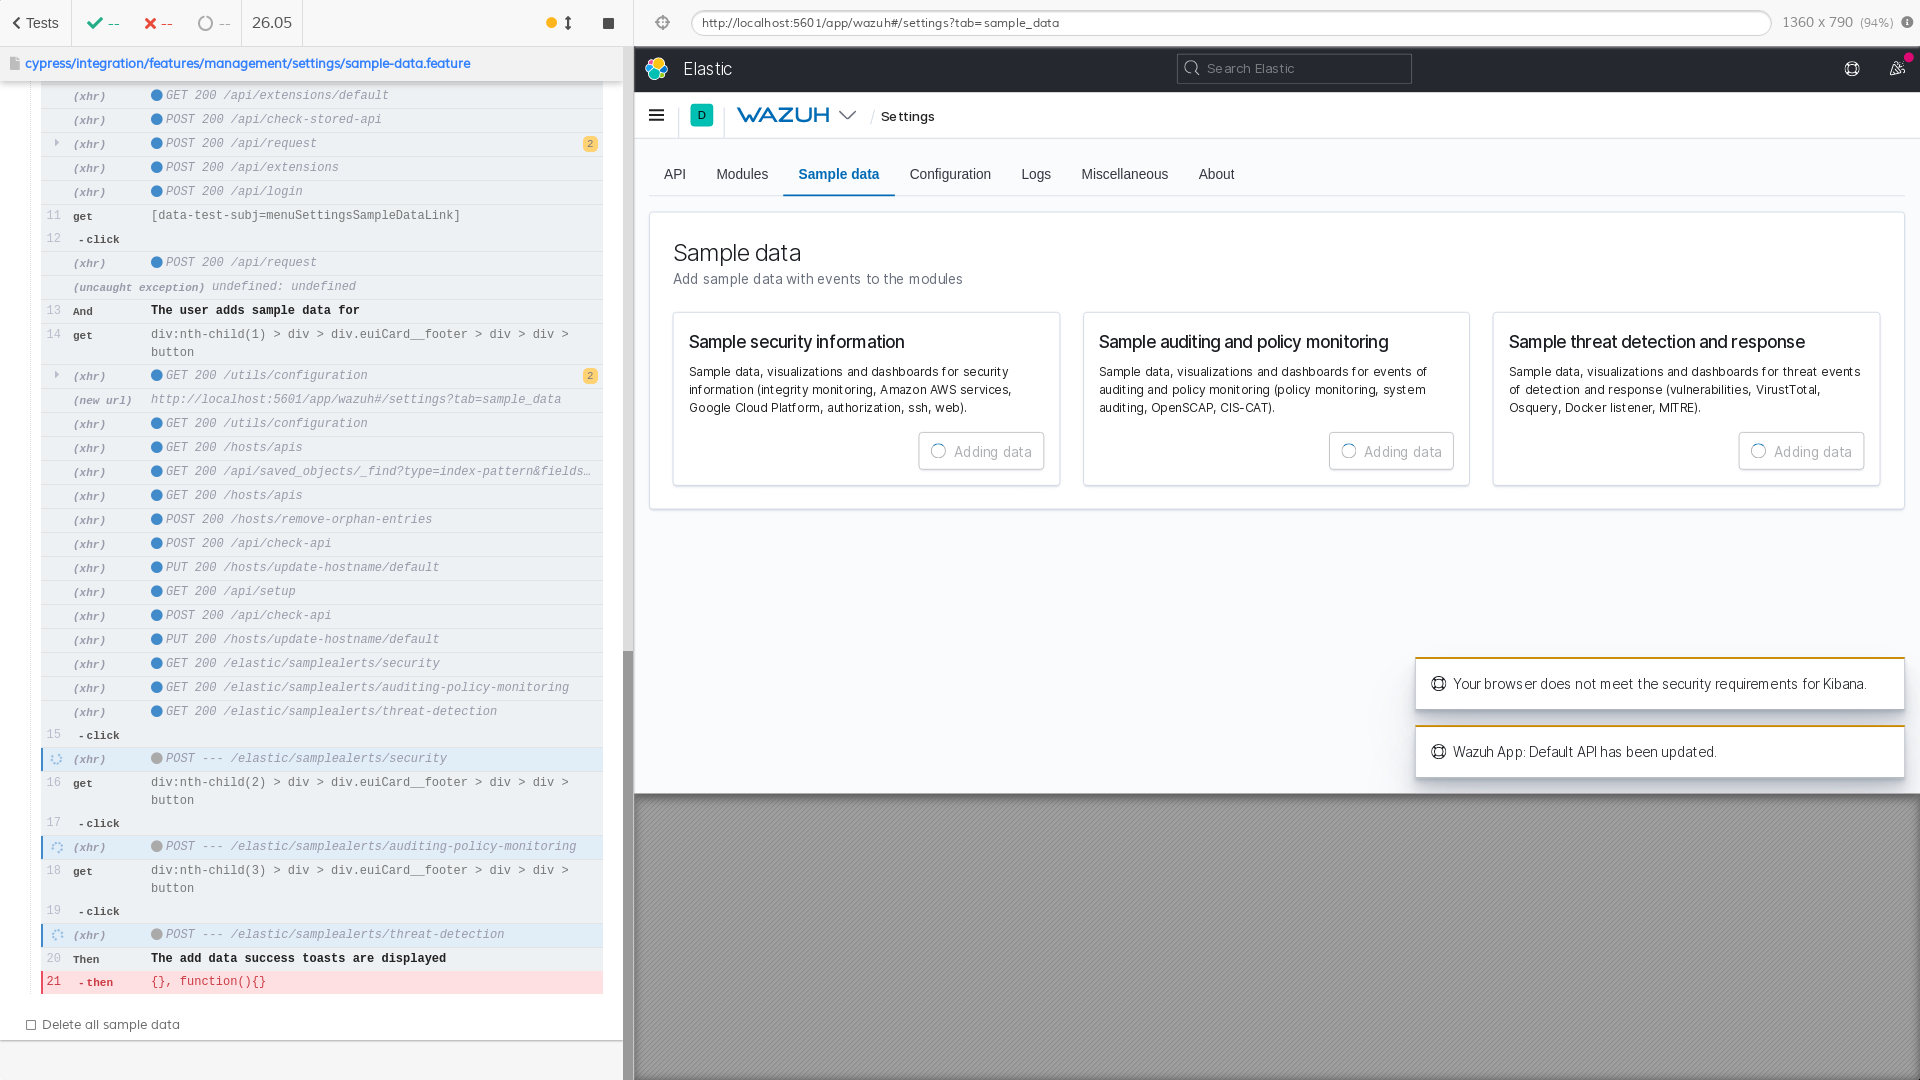 Tests
--
--
--
26.05
http://localhost:5601/app/wazuh#/settings?tab=sample_data
1360 x 790 (94%)
cypress/integration/features/management/settings/sample-data.feature
(xhr) GET 200 /api/extensions/default
(xhr) POST 200 /api/check-stored-api
(xhr) POST 200 /api/request 2
(xhr) POST 200 /api/extensions
(xhr) POST 200 /api/login
11 get [data-test-subj=menuSettingsSampleDataLink]
12 - click
(xhr) POST 200 /api/request
(uncaught exception) undefined: undefined
13 And The user adds sample data for
14 get div:nth-child(1) > div > div.euiCard__footer > div > div >
button
(xhr) GET 200 /utils/configuration 2
(new url) http://localhost:5601/app/wazuh#/settings?tab=sample_data
(xhr) GET 200 /utils/configuration
(xhr) GET 200 /hosts/apis
(xhr) GET 200 /api/saved_objects/_find?type=index-pattern&fields…
(xhr) GET 200 /hosts/apis
(xhr) POST 200 /hosts/remove-orphan-entries
(xhr) POST 200 /api/check-api
(xhr) PUT 200 /hosts/update-hostname/default
(xhr) GET 200 /api/setup
(xhr) POST 200 /api/check-api
(xhr) PUT 200 /hosts/update-hostname/default
(xhr) GET 200 /elastic/samplealerts/security
(xhr) GET 200 /elastic/samplealerts/auditing-policy-monitoring
(xhr) GET 200 /elastic/samplealerts/threat-detection
15 - click
(xhr) POST --- /elastic/samplealerts/security
16 get div:nth-child(2) > div > div.euiCard__footer > div > div >
button
17 - click
(xhr) POST --- /elastic/samplealerts/auditing-policy-monitoring
18 get div:nth-child(3) > div > div.euiCard__footer > div > div >
button
19 - click
(xhr) POST --- /elastic/samplealerts/threat-detection
20 Then The add data success toasts are displayed
21 - then {}, function(){}
Delete all sample data
Elastic
Search Elastic
D
WAZUH
/ Settings
API Modules Sample data Configuration Logs Miscellaneous About
Sample data
Add sample data with events to the modules
Sample security information
Sample data, visualizations and dashboards for security
information (integrity monitoring, Amazon AWS services,
Google Cloud Platform, authorization, ssh, web).
Adding data
Sample auditing and policy monitoring
Sample data, visualizations and dashboards for events of
auditing and policy monitoring (policy monitoring, system
auditing, OpenSCAP, CIS-CAT).
Adding data
Sample threat detection and response
Sample data, visualizations and dashboards for threat events
of detection and response (vulnerabilities, VirustTotal,
Osquery, Docker listener, MITRE).
Adding data
Your browser does not meet the security requirements for Kibana.
Wazuh App: Default API has been updated.